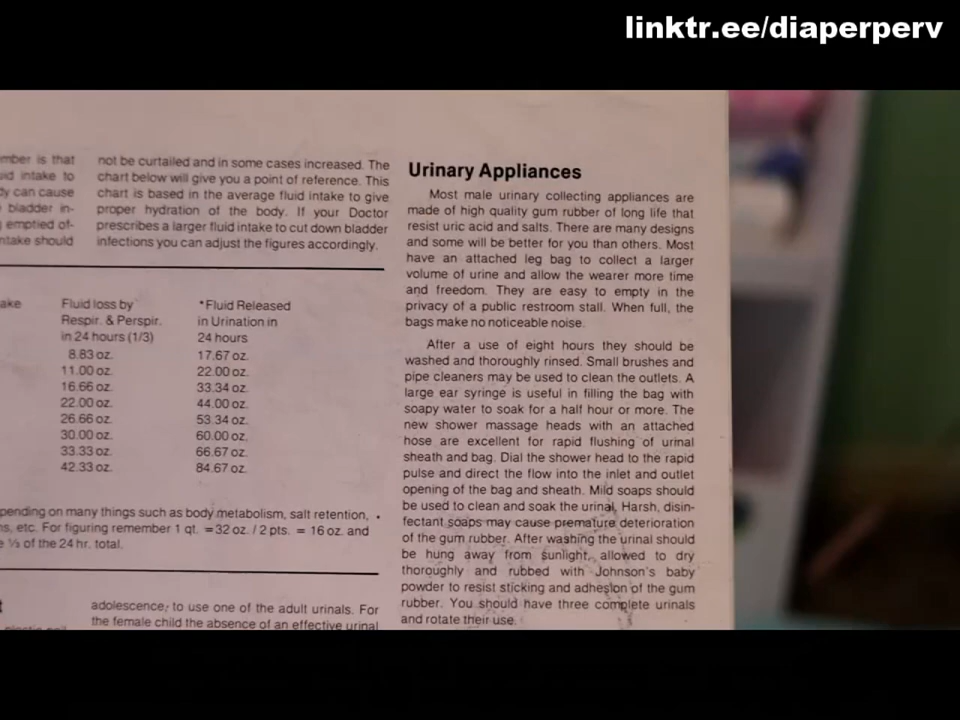 linktr.ee/diaperperv
mber is that
uid intake to
dy can cause
bladder in-
emptied of-
ntake should
not be curtailed and in some cases increased. The
chart below will give you a point of reference. This
chart is based in the average fluid intake to give
proper hydration of the body. If your Doctor
prescribes a larger fluid intake to cut down bladder
infections you can adjust the figures accordingly.
ake
Fluid loss by
Respir. & Perspir.
in 24 hours (1/3)
8.83 oz.
11.00 oz.
16.66 oz.
22.00 oz.
26.66 oz.
30.00 oz.
33.33 oz.
42.33 oz.
*Fluid Released
in Urination in
24 hours
17.67 oz.
22.00 oz.
33.34 oz.
44.00 oz.
53.34 oz.
60.00 oz.
66.67 oz.
84.67 oz.
pending on many things such as body metabolism, salt retention,
ns, etc. For figuring remember 1 qt. = 32 oz. / 2 pts. = 16 oz. and
e ⅓ of the 24 hr. total.
adolescence, to use one of the adult urinals. For
the female child the absence of an effective urinal
Urinary Appliances
Most male urinary collecting appliances are
made of high quality gum rubber of long life that
resist uric acid and salts. There are many designs
and some will be better for you than others. Most
have an attached leg bag to collect a larger
volume of urine and allow the wearer more time
and freedom. They are easy to empty in the
privacy of a public restroom stall. When full, the
bags make no noticeable noise.
After a use of eight hours they should be
washed and thoroughly rinsed. Small brushes and
pipe cleaners may be used to clean the outlets. A
large ear syringe is useful in filling the bag with
soapy water to soak for a half hour or more. The
new shower massage heads with an attached
hose are excellent for rapid flushing of urinal
sheath and bag. Dial the shower head to the rapid
pulse and direct the flow into the inlet and outlet
opening of the bag and sheath. Mild soaps should
be used to clean and soak the urinal. Harsh, disin-
fectant soaps may cause premature deterioration
of the gum rubber. After washing the urinal should
be hung away from sunlight, allowed to dry
thoroughly and rubbed with Johnson's baby
powder to resist sticking and adhesion of the gum
rubber. You should have three complete urinals
and rotate their use.